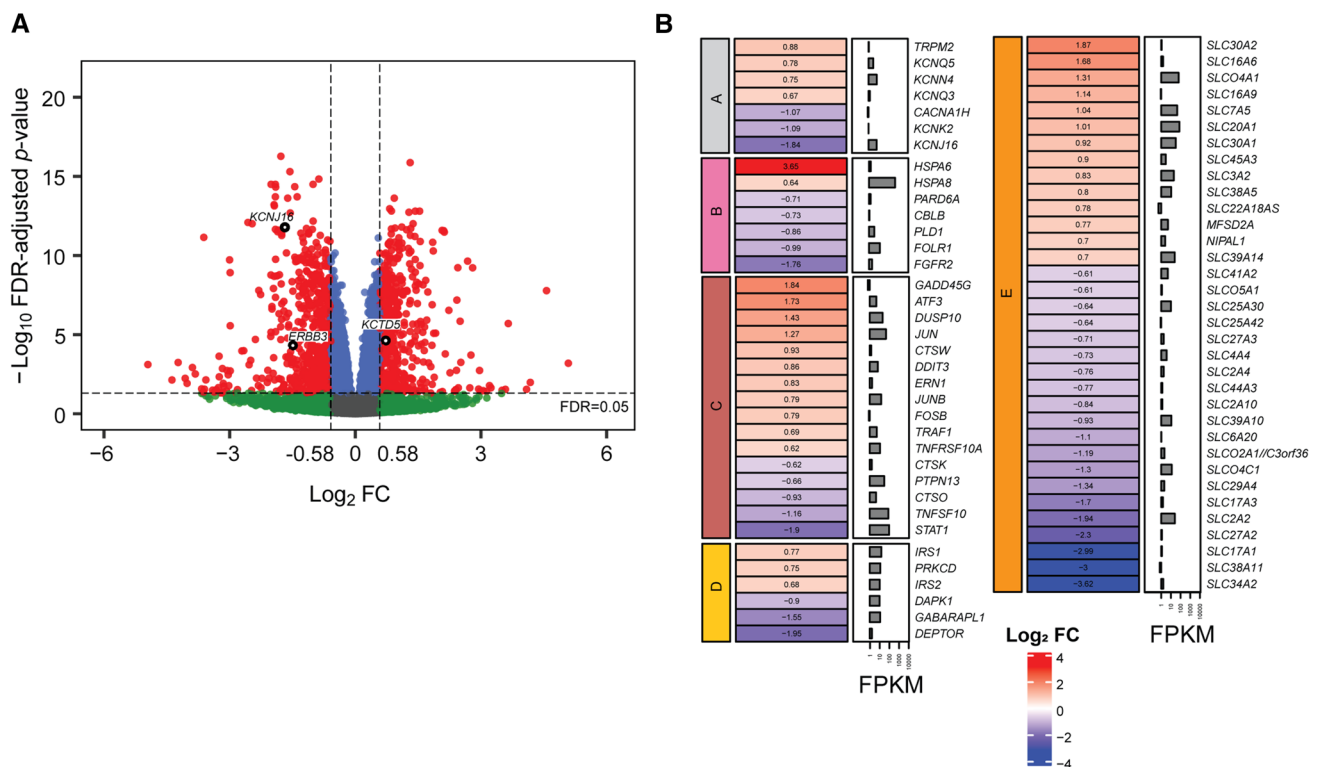 A
−Log10 FDR-adjusted p-value
20
15
10
5
0
KCNJ16
ERBB3
KCTD5
FDR=0.05
−6
−3
-0.58
0
0.58
3
6
Log2 FC
B
A
0.88 TRPM2
0.78 KCNQ5
0.75 KCNN4
0.67 KCNQ3
−1.07 CACNA1H
−1.09 KCNK2
−1.84 KCNJ16
B
3.65 HSPA6
0.64 HSPA8
−0.71 PARD6A
−0.73 CBLB
−0.86 PLD1
−0.99 FOLR1
−1.76 FGFR2
C
1.84 GADD45G
1.73 ATF3
1.43 DUSP10
1.27 JUN
0.93 CTSW
0.86 DDIT3
0.83 ERN1
0.79 JUNB
0.79 FOSB
0.69 TRAF1
0.62 TNFRSF10A
−0.62 CTSK
−0.66 PTPN13
−0.93 CTSO
−1.16 TNFSF10
−1.9 STAT1
D
0.77 IRS1
0.75 PRKCD
0.68 IRS2
−0.9 DAPK1
−1.55 GABARAPL1
−1.95 DEPTOR
1 10 100 1000 10000
FPKM
E
1.87 SLC30A2
1.68 SLC16A6
1.31 SLCO4A1
1.14 SLC16A9
1.04 SLC7A5
1.01 SLC20A1
0.92 SLC30A1
0.9 SLC45A3
0.83 SLC3A2
0.8 SLC38A5
0.78 SLC22A18AS
0.77 MFSD2A
0.7 NIPAL1
0.7 SLC39A14
−0.61 SLC41A2
−0.61 SLCO5A1
−0.64 SLC25A30
−0.64 SLC25A42
−0.71 SLC27A3
−0.73 SLC4A4
−0.76 SLC2A4
−0.77 SLC44A3
−0.84 SLC2A10
−0.93 SLC39A10
−1.1 SLC6A20
−1.19 SLCO2A1//C3orf36
−1.3 SLCO4C1
−1.34 SLC29A4
−1.7 SLC17A3
−1.94 SLC2A2
−2.3 SLC27A2
−2.99 SLC17A1
−3 SLC38A11
−3.62 SLC34A2
1 10 100 1000 10000
FPKM
Log₂ FC
4
2
0
−2
−4